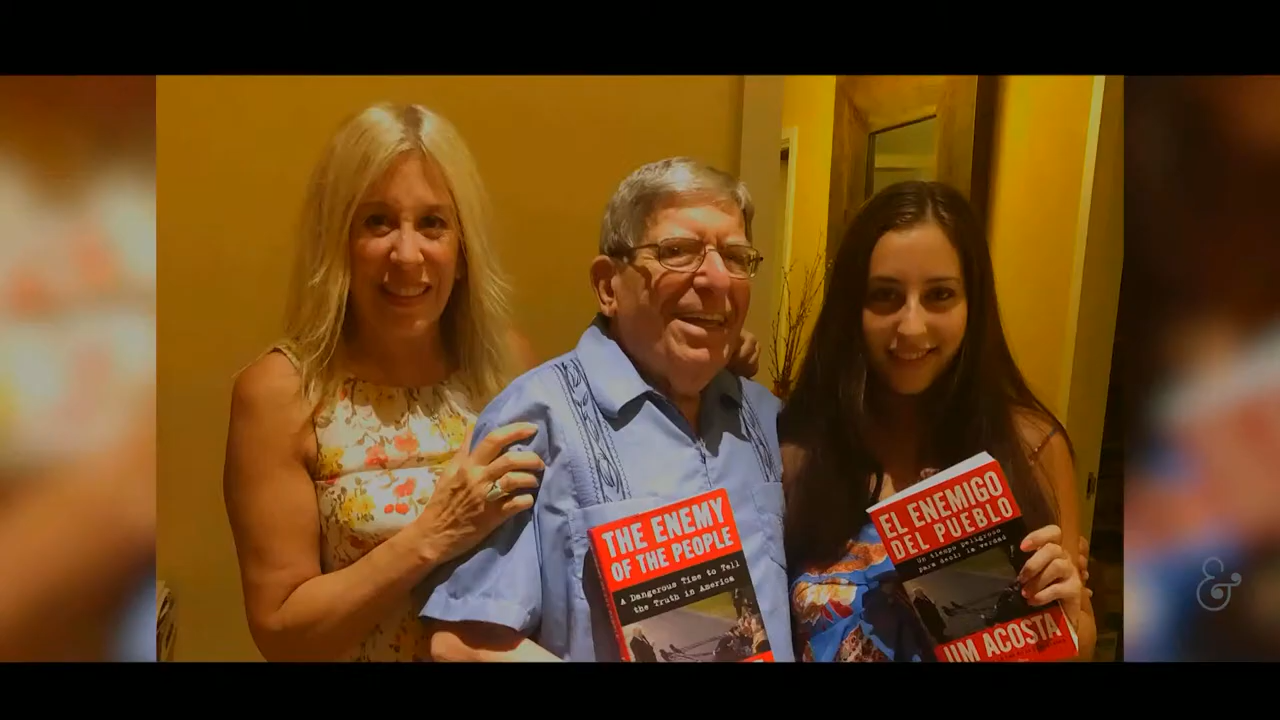 THE ENEMY
OF THE PEOPLE
A Dangerous Time to Tell
the Truth in America
EL ENEMIGO
DEL PUEBLO
Un tiempo peligroso
para decir la verdad
JIM ACOSTA
&